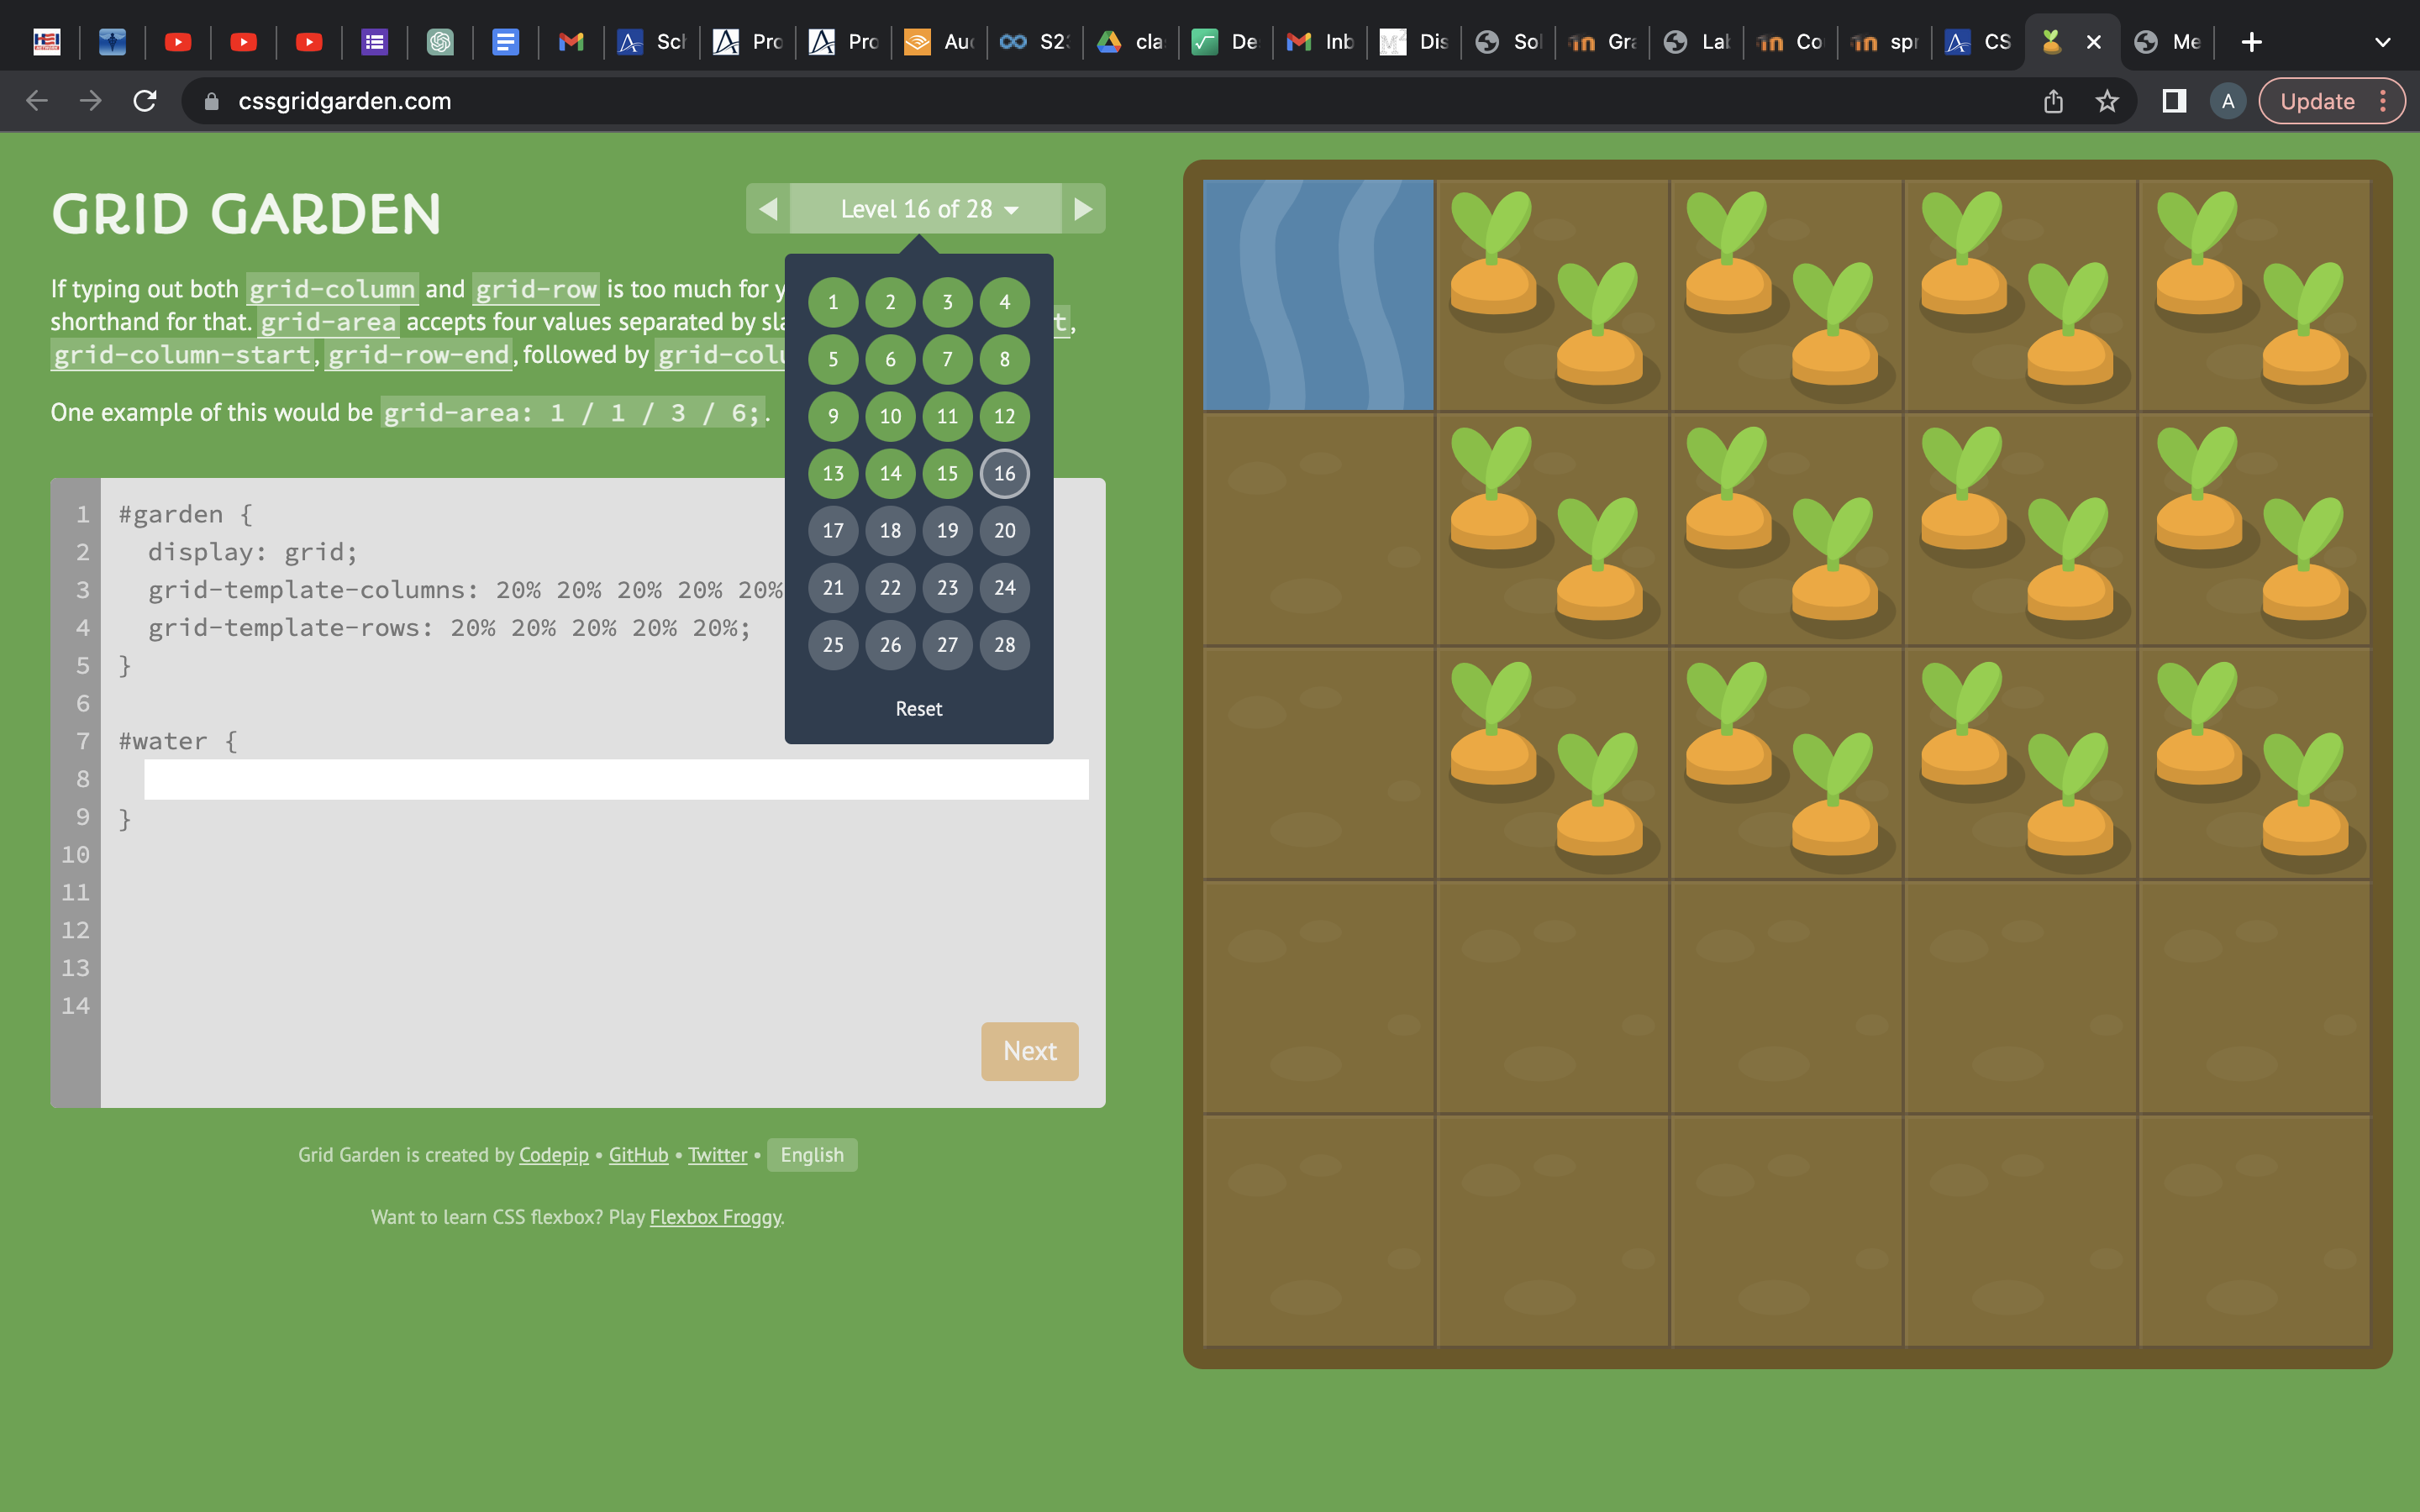 Sch
Pro
Pro
Au
S2
cla
De
Inb
Dis
Sol
Gra
Lal
Co
spr
CS
Me
cssgridgarden.com
A
Update
GRID GARDEN
Level 16 of 28
If typing out both grid-column and grid-row is too much for y
shorthand for that. grid-area accepts four values separated by sla t,
grid-column-start, grid-row-end, followed by grid-colu
One example of this would be grid-area: 1 / 1 / 3 / 6;.
1 2 3 4
5 6 7 8
9 10 11 12
13 14 15 16
17 18 19 20
21 22 23 24
25 26 27 28
Reset
1 #garden {
2 display: grid;
3 grid-template-columns: 20% 20% 20% 20% 20%
4 grid-template-rows: 20% 20% 20% 20% 20%;
5 }
6
7 #water {
8
9 }
10
11
12
13
14
Next
Grid Garden is created by Codepip • GitHub • Twitter • English
Want to learn CSS flexbox? Play Flexbox Froggy.